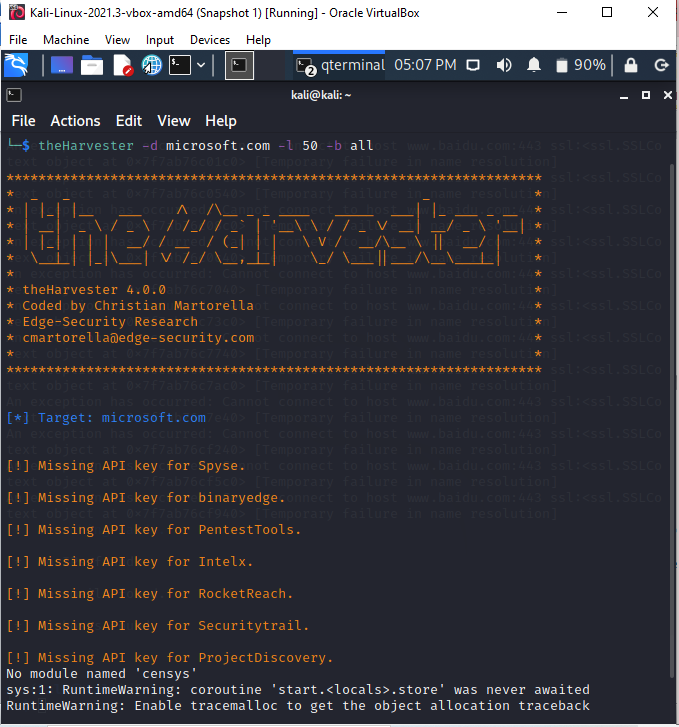 Kali-Linux-2021.3-vbox-amd64 (Snapshot 1) [Running] - Oracle VirtualBox
File Machine View Input Devices Help
qterminal 05:07 PM 90%
kali@kali: ~
File Actions Edit View Help
└─$ theHarvester -d microsoft.com -l 50 -b all
*******************************************************************
* theHarvester 4.0.0 *
* Coded by Christian Martorella *
* Edge-Security Research *
* cmartorella@edge-security.com *
* *
*******************************************************************
[*] Target: microsoft.com
[!] Missing API key for Spyse.
[!] Missing API key for binaryedge.
[!] Missing API key for PentestTools.
[!] Missing API key for Intelx.
[!] Missing API key for RocketReach.
[!] Missing API key for Securitytrail.
[!] Missing API key for ProjectDiscovery.
No module named 'censys'
sys:1: RuntimeWarning: coroutine 'start.<locals>.store' was never awaited
RuntimeWarning: Enable tracemalloc to get the object allocation traceback